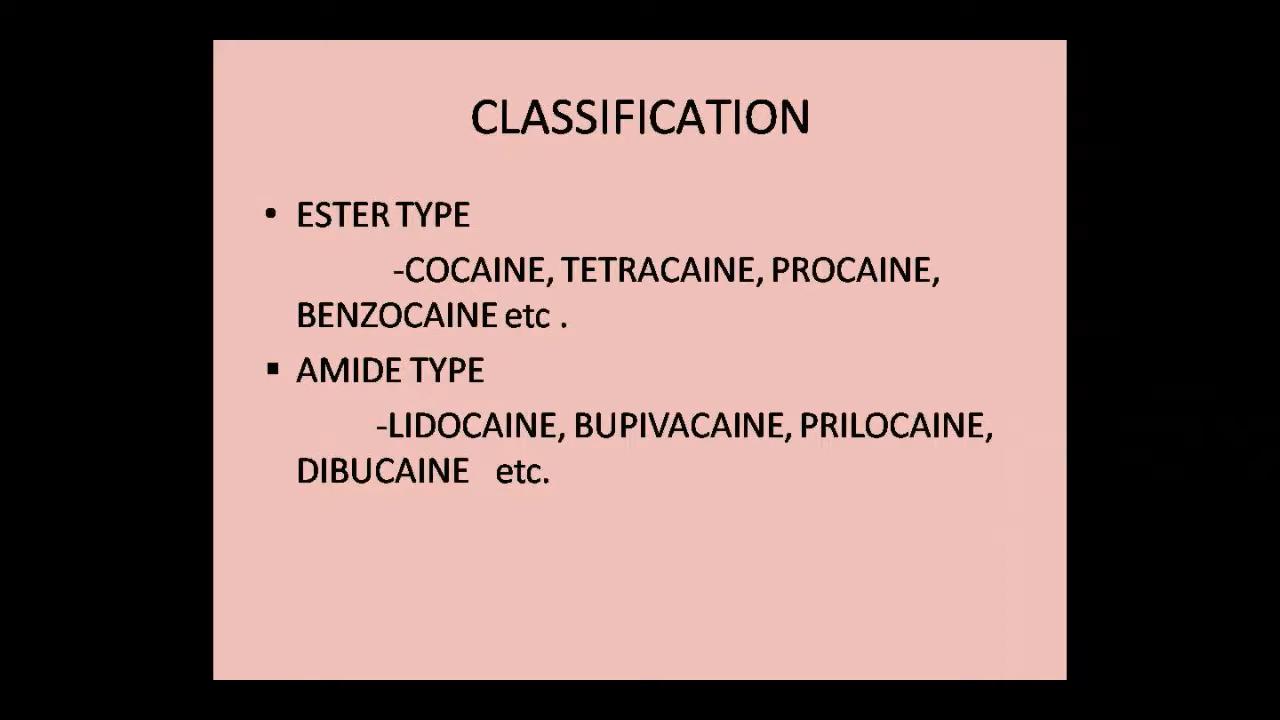 CLASSIFICATION
• ESTER TYPE
-COCAINE, TETRACAINE, PROCAINE,
BENZOCAINE etc .
▪ AMIDE TYPE
-LIDOCAINE, BUPIVACAINE, PRILOCAINE,
DIBUCAINE etc.